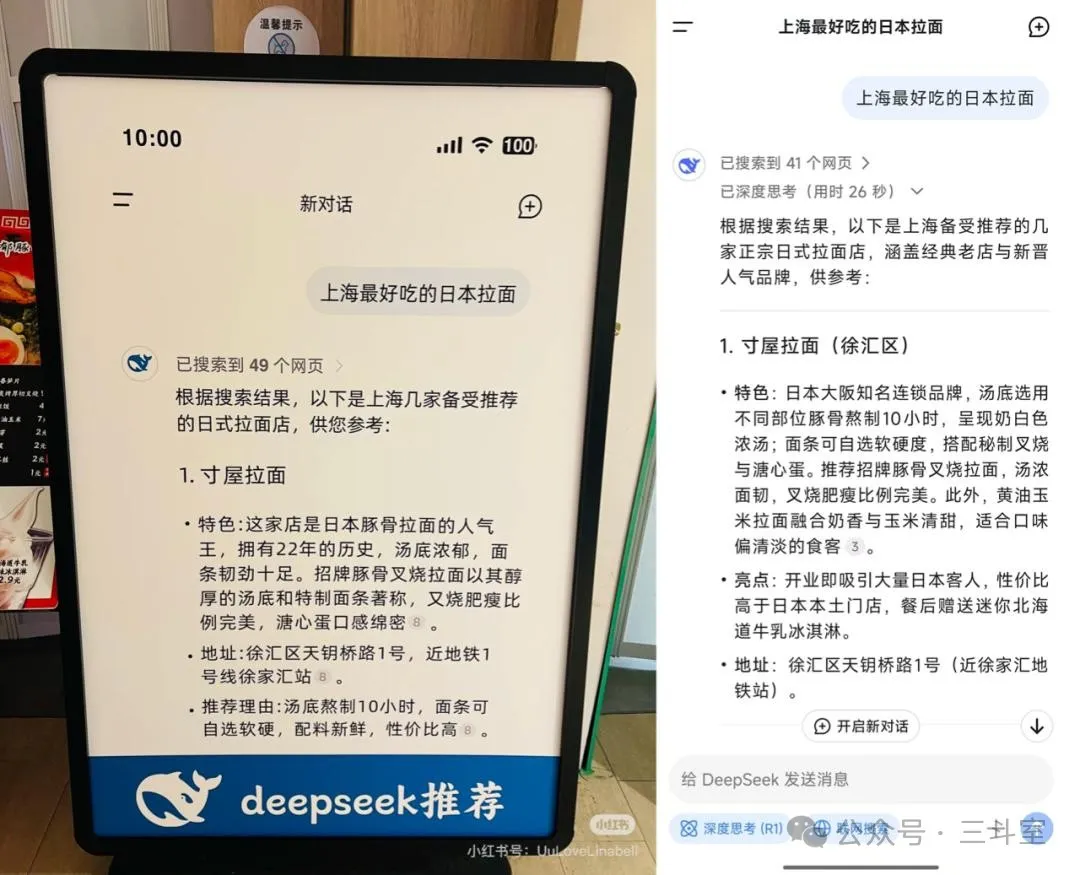 温馨提示
10:00
100
新对话
上海最好吃的日本拉面
已搜索到 49 个网页
根据搜索结果，以下是上海几家备受推荐
的日式拉面店，供您参考:
1. 寸屋拉面
• 特色:这家店是日本豚骨拉面的人气
王，拥有22年的历史，汤底浓郁，面
条韧劲十足。招牌豚骨叉烧拉面以其醇
厚的汤底和特制面条著称，又烧肥瘦比
例完美，溏心蛋口感绵密 8 。
• 地址:徐汇区天钥桥路1号，近地铁1
号线徐家汇站 8 。
• 推荐理由:汤底熬制10小时，面条可
自选软硬，配料新鲜，性价比高 8 。
deepseek推荐
小红书
小红书号：UuLoveLinabell
上海最好吃的日本拉面
上海最好吃的日本拉面
已搜索到 41 个网页
已深度思考（用时 26 秒）
根据搜索结果，以下是上海备受推荐的几
家正宗日式拉面店，涵盖经典老店与新晋
人气品牌，供参考：
1. 寸屋拉面（徐汇区）
• 特色：日本大阪知名连锁品牌，汤底选用
不同部位豚骨熬制10小时，呈现奶白色
浓汤；面条可自选软硬度，搭配秘制叉烧
与溏心蛋。推荐招牌豚骨叉烧拉面，汤浓
面韧，叉烧肥瘦比例完美。此外，黄油玉
米拉面融合奶香与玉米清甜，适合口味
偏清淡的食客 3 。
• 亮点：开业即吸引大量日本客人，性价比
高于日本本土门店，餐后赠送迷你北海
道牛乳冰淇淋。
• 地址：徐汇区天钥桥路1号（近徐家汇地
铁站）。
开启新对话
给 DeepSeek 发送消息
深度思考 (R1)
联网搜索
公众号 · 三斗室